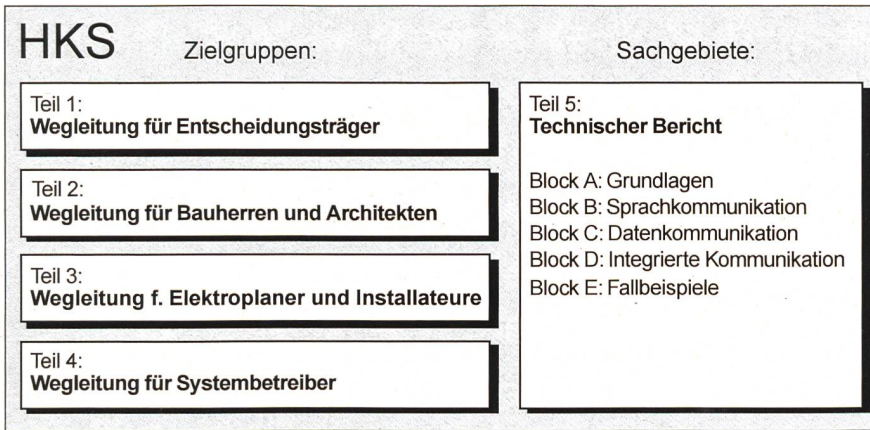 HKS
Zielgruppen:
Teil 1:
Wegleitung für Entscheidungsträger
Teil 2:
Wegleitung für Bauherren und Architekten
Teil 3:
Wegleitung f. Elektroplaner und Installateure
Teil 4:
Wegleitung für Systembetreiber
Sachgebiete:
Teil 5:
Technischer Bericht
Block A: Grundlagen
Block B: Sprachkommunikation
Block C: Datenkommunikation
Block D: Integrierte Kommunikation
Block E: Fallbeispiele